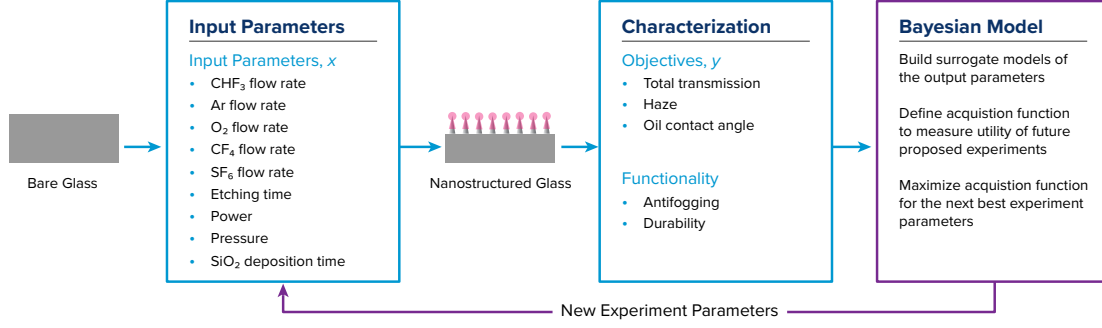 Input Parameters
Input Parameters, x
• CHF₃ flow rate
• Ar flow rate
• O₂ flow rate
• CF₄ flow rate
• SF₆ flow rate
• Etching time
• Power
• Pressure
• SiO₂ deposition time
Bare Glass
Nanostructured Glass
Characterization
Objectives, y
• Total transmission
• Haze
• Oil contact angle
Functionality
• Antifogging
• Durability
Bayesian Model
Build surrogate models of
the output parameters
Define acquistion function
to measure utility of future
proposed experiments
Maximize acquistion function
for the next best experiment
parameters
New Experiment Parameters